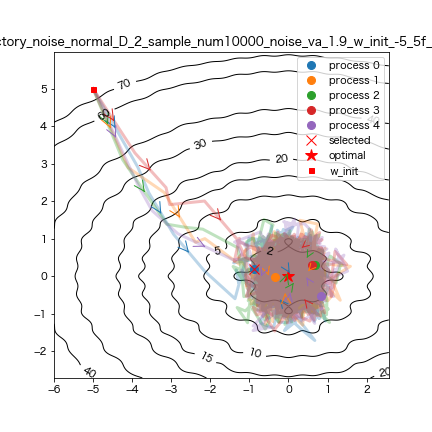 ctory_noise_normal_D_2_sample_num10000_noise_va_1.9_w_init_-5_5f_
process 0
process 1
process 2
process 3
process 4
selected
optimal
w_init
70
60
30
20
5
2
10
15
40
20
5
4
3
2
1
0
−1
−2
−6 −5 −4 −3 −2 −1 0 1 2